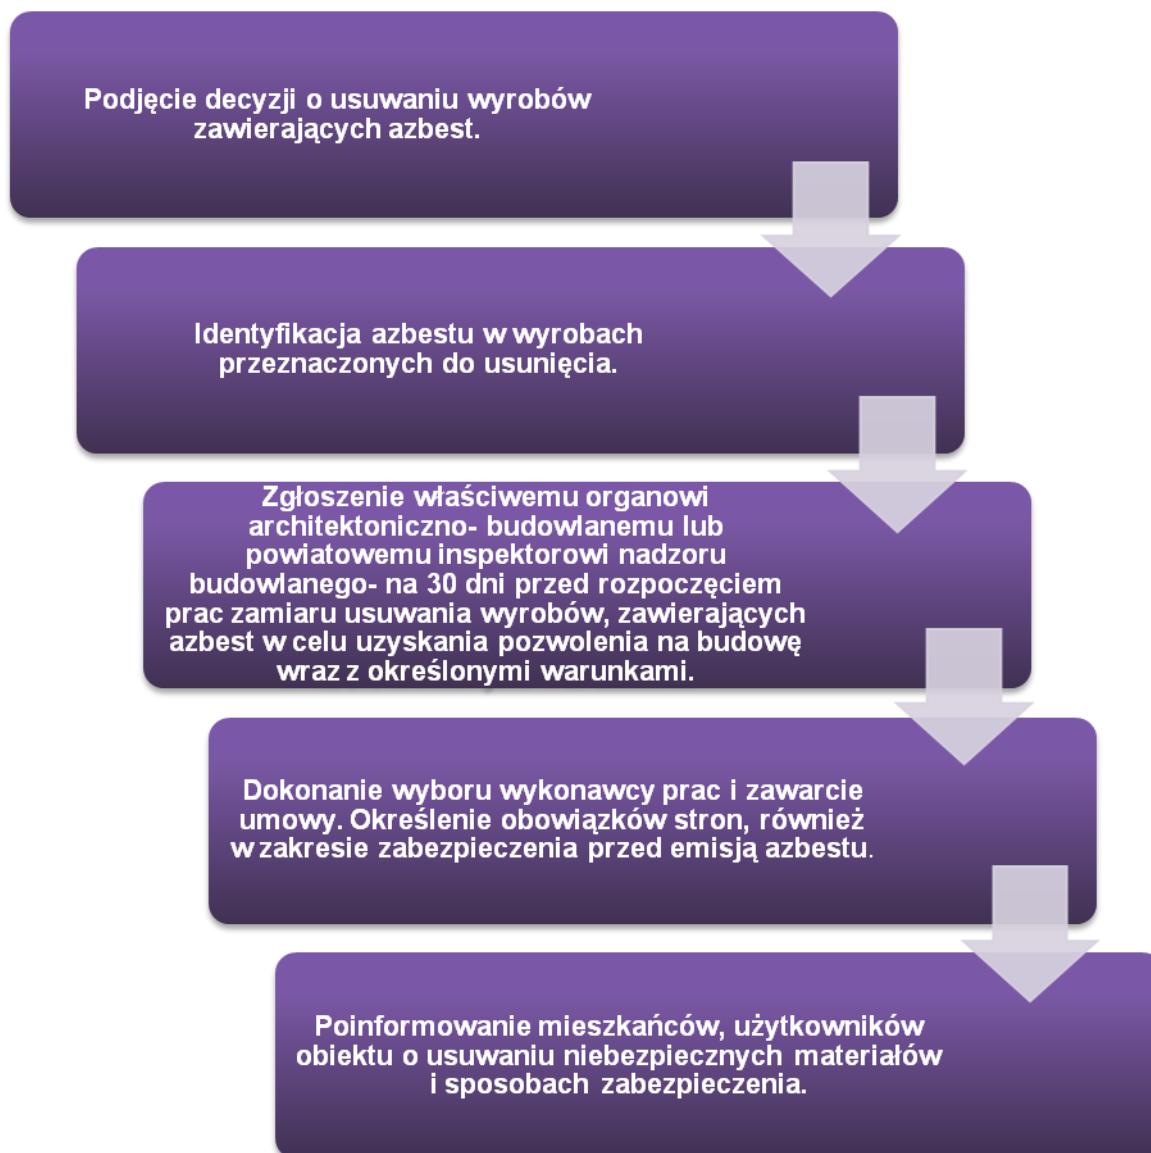 Podjęcie decyzji o usuwaniu wyrobów
zawierających azbest.
Identyfikacja azbestu w wyrobach
przeznaczonych do usunięcia.
Zgłoszenie właściwemu organowi
architektoniczno- budowlanemu lub
powiatowemu inspektorowi nadzoru
budowlanego- na 30 dni przed rozpoczęciem
prac zamiaru usuwania wyrobów, zawierających
azbest w celu uzyskania pozwolenia na budowę
wraz z określonymi warunkami.
Dokonanie wyboru wykonawcy prac i zawarcie
umowy. Określenie obowiązków stron, również
w zakresie zabezpieczenia przed emisją azbestu.
Poinformowanie mieszkańców, użytkowników
obiektu o usuwaniu niebezpiecznych materiałów
i sposobach zabezpieczenia.